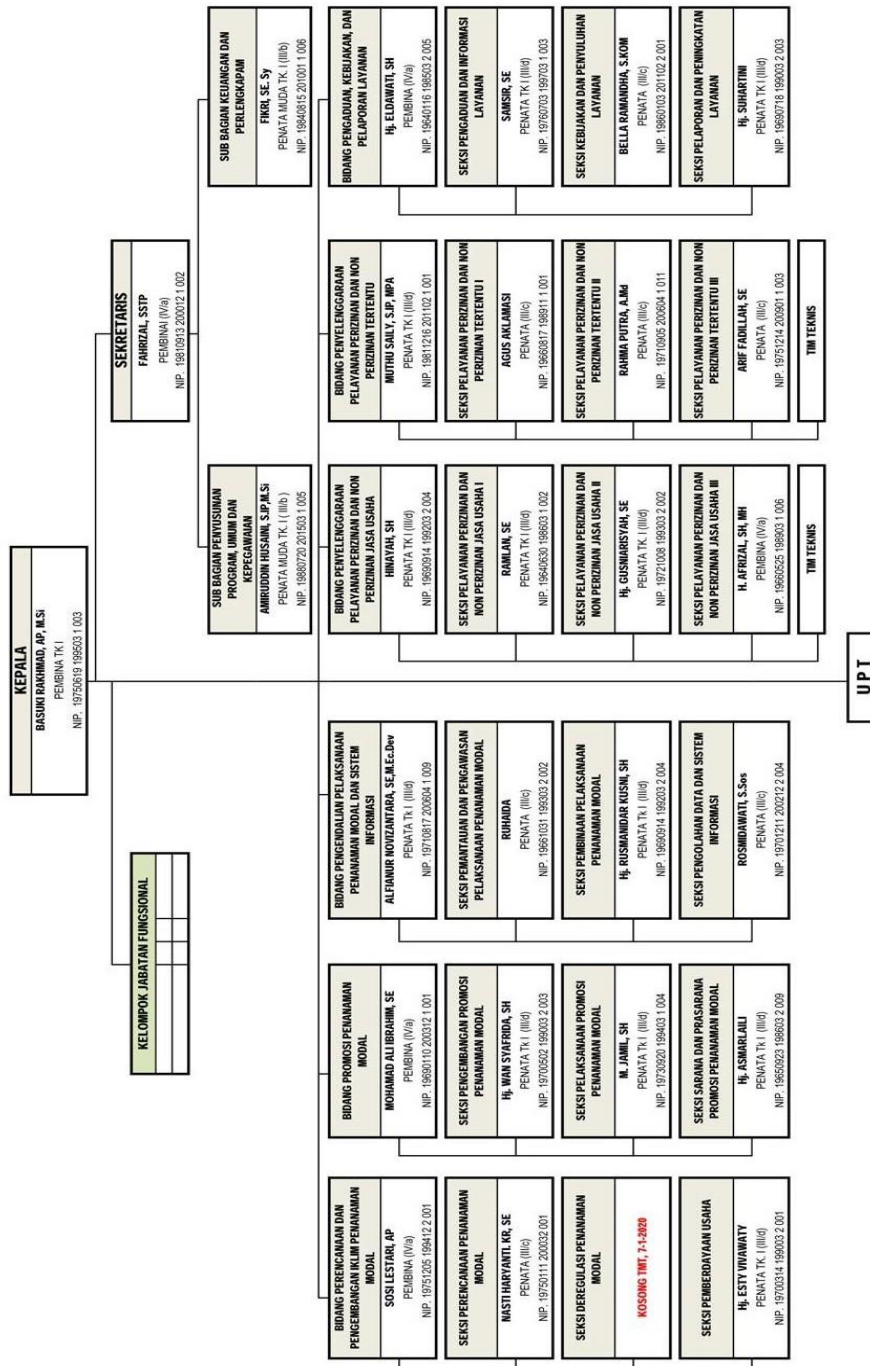 KEPALA
BASUKI RAKHMAD, AP, M.Si
PEMBINA TK I
NIP. 19750619 199503 1 003
KELOMPOK JABATAN FUNGSIONAL
SEKRETARIS
FAHRIZAL, SSTP
PEMBINAI (IV/a)
NIP. 19810913 200012 1 002
SUB BAGIAN PENYUSUNAN
PROGRAM, UMUM DAN
KEPEGAWAIAN
AMIRUDDIN HUSAINI, S.IP,M.Si
PENATA MUDA TK. I ( III/b )
NIP. 19880720 201503 1 005
SUB BAGIAN KEUANGAN DAN
PERLENGKAPAM
FIKRI, SE. Sy
PENATA MUDA TK. I (III/b)
NIP. 19840815 201001 1 006
BIDANG PERENCANAAN DAN
PENGEMBANGAN IKLIM PENANAMAN
MODAL
SOSI LESTARI, AP
PEMBINA (IV/a)
NIP. 19751205 199412 2 001
SEKSI PERENCANAAN PENANAMAN
MODAL
NASTI HARYANTI. KR, SE
PENATA (III/c)
NIP. 19750111 200032 001
SEKSI DEREGULASI PENANAMAN
MODAL
KOSONG TMT, 7-1-2020
SEKSI PEMBERDAYAAN USAHA
Hj. ESTY VIVAWATY
PENATA TK. I (III/d)
NIP. 19700314 199003 2 001
BIDANG PROMOSI PENANAMAN
MODAL
MOHAMAD ALI IBRAHIM, SE
PEMBINA (IV/a)
NIP. 19690110 200312 1 001
SEKSI PENGEMBANGAN PROMOSI
PENANAMAN MODAL
Hj. WAN SYAFRIDA, SH
PENATA Tk I (III/d)
NIP. 19700502 199003 2 003
SEKSI PELAKSANAAN PROMOSI
PENANAMAN MODAL
M. JAMIL, SH
PENATA Tk I (III/d)
NIP. 19730920 199403 1 004
SEKSI SARANA DAN PRASARANA
PROMOSI PENANAMAN MODAL
Hj. ASMARLAILI
PENATA Tk I (III/d)
NIP. 19650923 198603 2 009
BIDANG PENGENDALIAN PELAKSANAAN
PENANAMAN MODAL DAN SISTEM
INFORMASI
ALFIANUR NOVIZANTARA, SE,M.Ec.Dev
PENATA Tk I (III/d)
NIP. 19710817 200604 1 009
SEKSI PEMANTAUAN DAN PENGAWASAN
PELAKSANAAN PENANAMAN MODAL
RUHAIDA
PENATA (III/c)
NIP. 19661031 199303 2 002
SEKSI PEMBINAAN PELAKSANAAN
PENANAMAN MODAL
Hj. RUSMANIDAR KUSNI, SH
PENATA Tk I (III/d)
NIP. 19690914 199203 2 004
SEKSI PENGOLAHAN DATA DAN SISTEM
INFORMASI
ROSMIDAWATI, S.Sos
PENATA (III/c)
NIP. 19701211 200212 2 004
BIDANG PENYELENGGARAAN
PELAYANAN PERIZINAN DAN NON
PERIZINAN JASA USAHA
HINAYAH, SH
PENATA TK I (III/d)
NIP. 19690914 199203 2 004
SEKSI PELAYANAN PERIZINAN DAN
NON PERIZINAN JASA USAHA I
RAMLAN, SE
PENATA TK I (III/d)
NIP. 19640630 198603 1 002
SEKSI PELAYANAN PERIZINAN DAN
NON PERIZINAN JASA USAHA II
Hj. GUSNIARISYAH, SE
PENATA TK. I (III/d)
NIP. 19721008 199303 2 002
SEKSI PELAYANAN PERIZINAN DAN
NON PERIZINAN JASA USAHA III
H. AFRIZAL, SH, MH
PEMBINA (IV/a)
NIP. 19660525 198903 1 006
TIM TEKNIS
BIDANG PENYELENGGARAAN
PELAYANAN PERIZINAN DAN NON
PERIZINAN TERTENTU
MUTHU SAILY, S.IP, MPA
PENATA TK I (III/d)
NIP. 19811216 201102 1 001
SEKSI PELAYANAN PERIZINAN DAN NON
PERIZINAN TERTENTU I
AGUS AKLAMASI
PENATA (III/c)
NIP. 19660817 198911 1 001
SEKSI PELAYANAN PERIZINAN DAN NON
PERIZINAN TERTENTU II
RAHMA PUTRA, A.Md
PENATA (III/c)
NIP. 19710905 200604 1 011
SEKSI PELAYANAN PERIZINAN DAN NON
PERIZINAN TERTENTU III
ARIF FADILLAH, SE
PENATA (III/c)
NIP. 19751214 200901 1 003
TIM TEKNIS
BIDANG PENGADUAN, KEBIJAKAN, DAN
PELAPORAN LAYANAN
Hj. ELDAWATI, SH
PEMBINA (IV/a)
NIP. 19640116 198503 2 005
SEKSI PENGADUAN DAN INFORMASI
LAYANAN
SAMSIR, SE
PENATA TK I (III/d)
NIP. 19760703 199703 1 003
SEKSI KEBIJAKAN DAN PENYULUHAN
LAYANAN
BELLA RAMANDHA, S.KOM
PENATA (III/c)
NIP. 19860103 201102 2 001
SEKSI PELAPORAN DAN PENINGKATAN
LAYANAN
Hj. SUHARTINI
PENATA TK I (III/d)
NIP. 19690718 199003 2 003
UPT